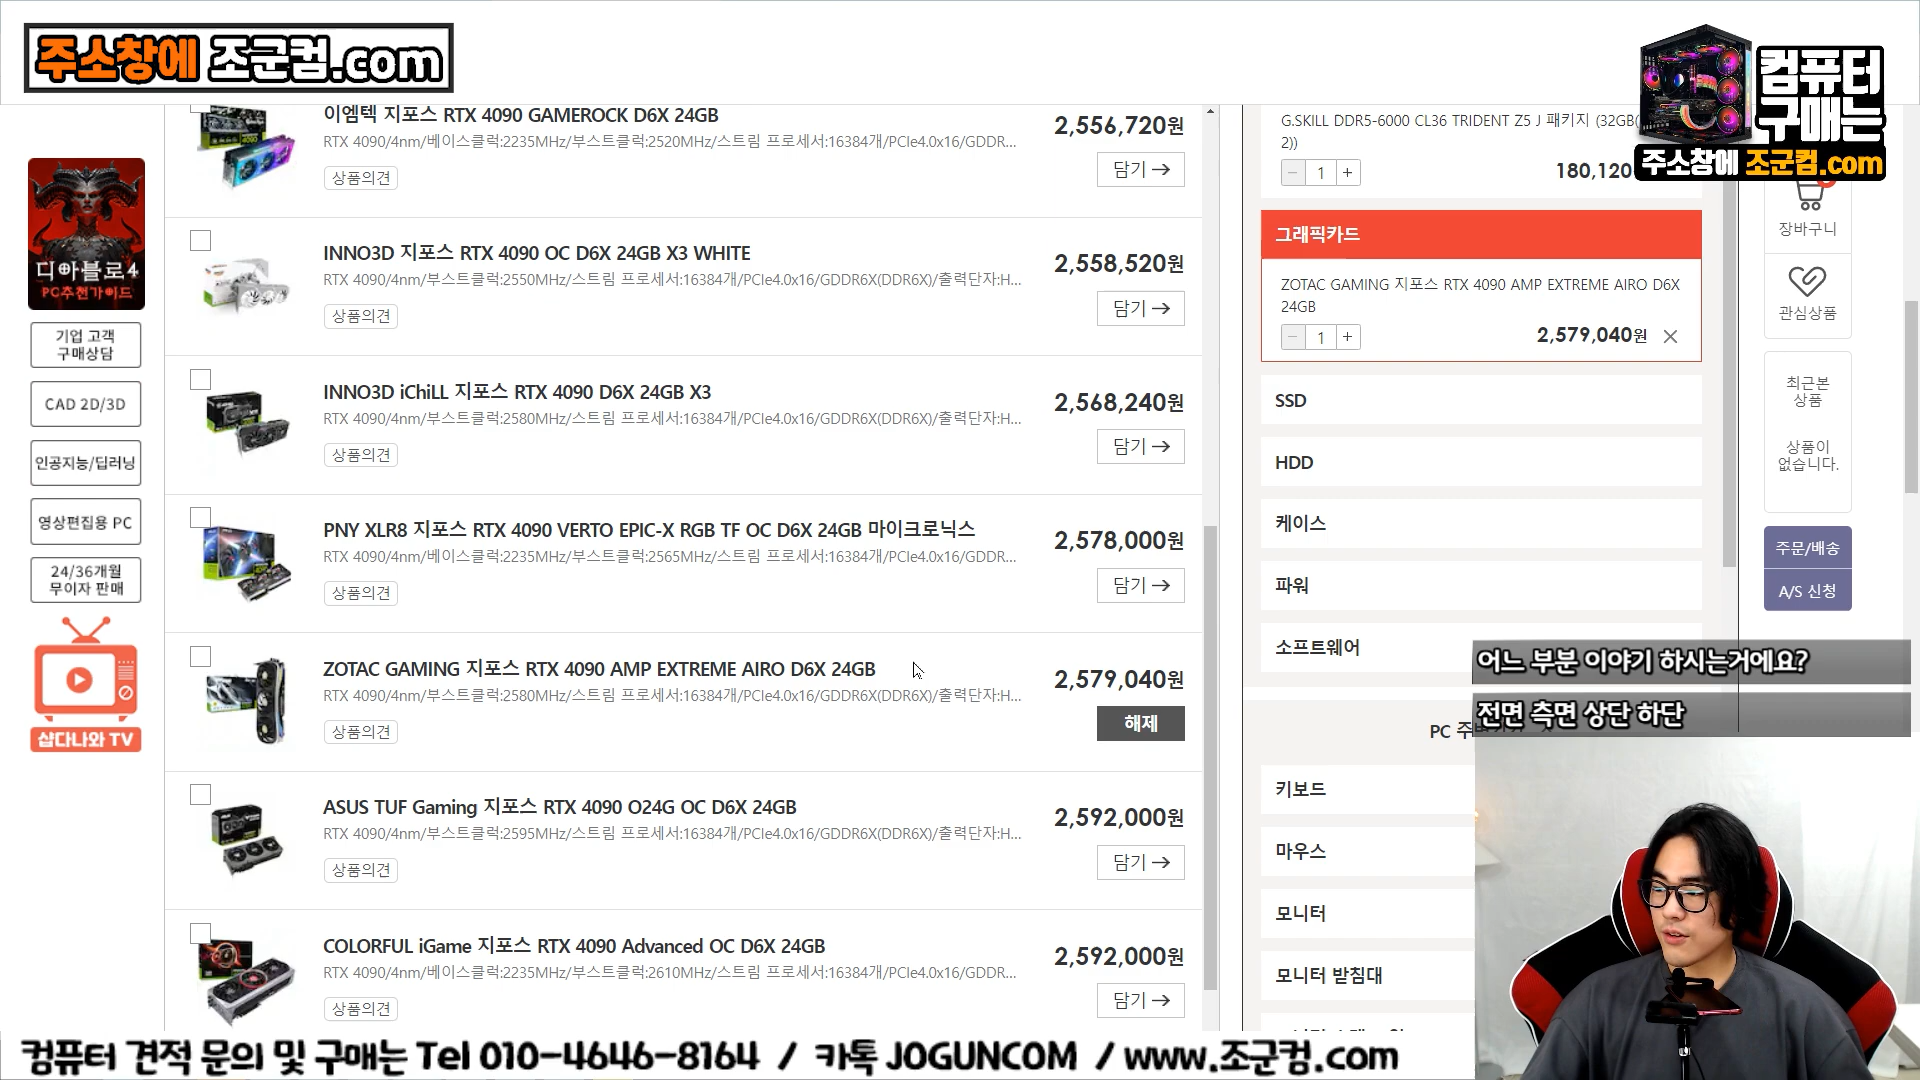 주소창에 조군컴.com
컴퓨터
구매는
주소창에 조군컴.com
디아블로4
PC추천가이드
기업 고객
구매상담
CAD 2D/3D
인공지능/딥러닝
영상편집용 PC
24/36개월
무이자 판매
샵다나와 TV
이엠텍 지포스 RTX 4090 GAMEROCK D6X 24GB
RTX 4090/4nm/베이스클럭:2235MHz/부스트클럭:2520MHz/스트림 프로세서:16384개/PCIe4.0x16/GDDR...
상품의견
2,556,720원
담기
INNO3D 지포스 RTX 4090 OC D6X 24GB X3 WHITE
RTX 4090/4nm/부스트클럭:2550MHz/스트림 프로세서:16384개/PCIe4.0x16/GDDR6X(DDR6X)/출력단자:H...
상품의견
2,558,520원
담기
INNO3D iChiLL 지포스 RTX 4090 D6X 24GB X3
RTX 4090/4nm/부스트클럭:2580MHz/스트림 프로세서:16384개/PCIe4.0x16/GDDR6X(DDR6X)/출력단자:H...
상품의견
2,568,240원
담기
PNY XLR8 지포스 RTX 4090 VERTO EPIC-X RGB TF OC D6X 24GB 마이크로닉스
RTX 4090/4nm/베이스클럭:2235MHz/부스트클럭:2565MHz/스트림 프로세서:16384개/PCIe4.0x16/GDDR...
상품의견
2,578,000원
담기
ZOTAC GAMING 지포스 RTX 4090 AMP EXTREME AIRO D6X 24GB
RTX 4090/4nm/부스트클럭:2580MHz/스트림 프로세서:16384개/PCIe4.0x16/GDDR6X(DDR6X)/출력단자:H...
상품의견
2,579,040원
해제
ASUS TUF Gaming 지포스 RTX 4090 O24G OC D6X 24GB
RTX 4090/4nm/부스트클럭:2595MHz/스트림 프로세서:16384개/PCIe4.0x16/GDDR6X(DDR6X)/출력단자:H...
상품의견
2,592,000원
담기
COLORFUL iGame 지포스 RTX 4090 Advanced OC D6X 24GB
RTX 4090/4nm/베이스클럭:2235MHz/부스트클럭:2610MHz/스트림 프로세서:16384개/PCIe4.0x16/GDDR...
상품의견
2,592,000원
담기
G.SKILL DDR5-6000 CL36 TRIDENT Z5 J 패키지 (32GB(
2))
1
180,120
그래픽카드
ZOTAC GAMING 지포스 RTX 4090 AMP EXTREME AIRO D6X
24GB
1
2,579,040원
SSD
HDD
케이스
파워
소프트웨어
PC 주
키보드
마우스
모니터
모니터 받침대
장바구니
관심상품
최근본
상품
상품이
없습니다.
주문/배송
A/S 신청
어느 부분 이야기 하시는거에요?
전면 측면 상단 하단
컴퓨터 견적 문의 및 구매는 Tel 010-4646-8164 / 카톡 JOGUNCOM / www.조군컴.com